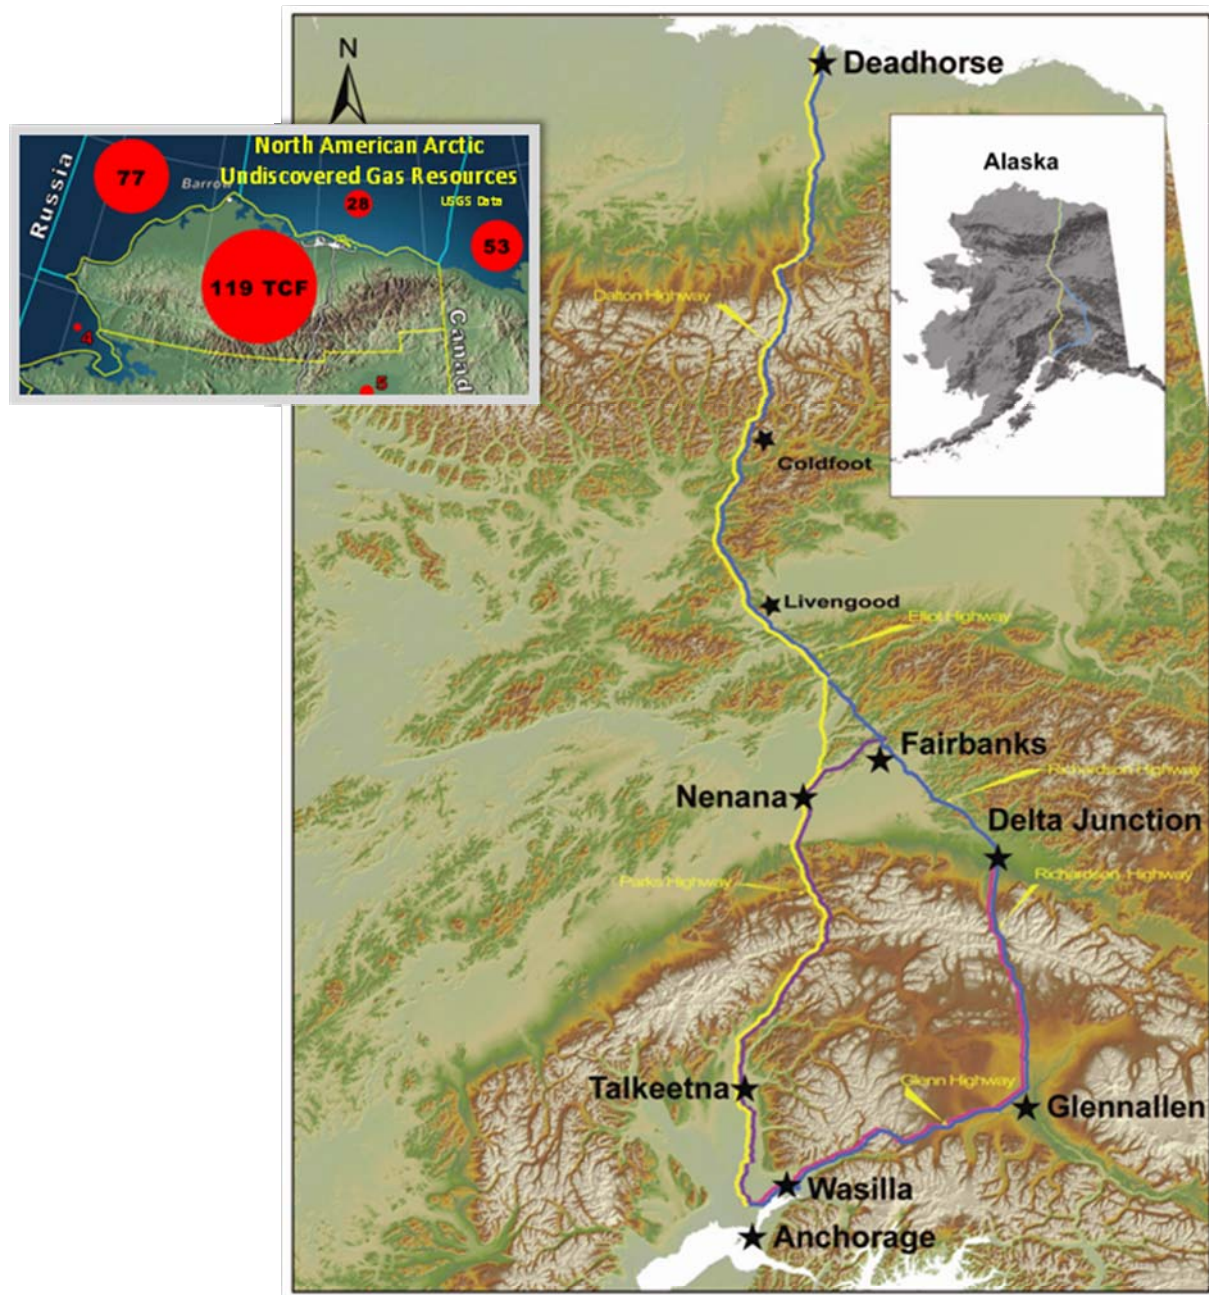 N
Deadhorse
North American Arctic
Undiscovered Gas Resources
USGS Data
Russia
77
Barrow
28
53
119 TCF
4
5
Canad
Alaska
Dalton Highway
Coldfoot
Livengood
Elliot Highway
Fairbanks
Richardson Highway
Nenana
Delta Junction
Parks Highway
Richardson Highway
Glenn Highway
Talkeetna
Glennallen
Wasilla
Anchorage